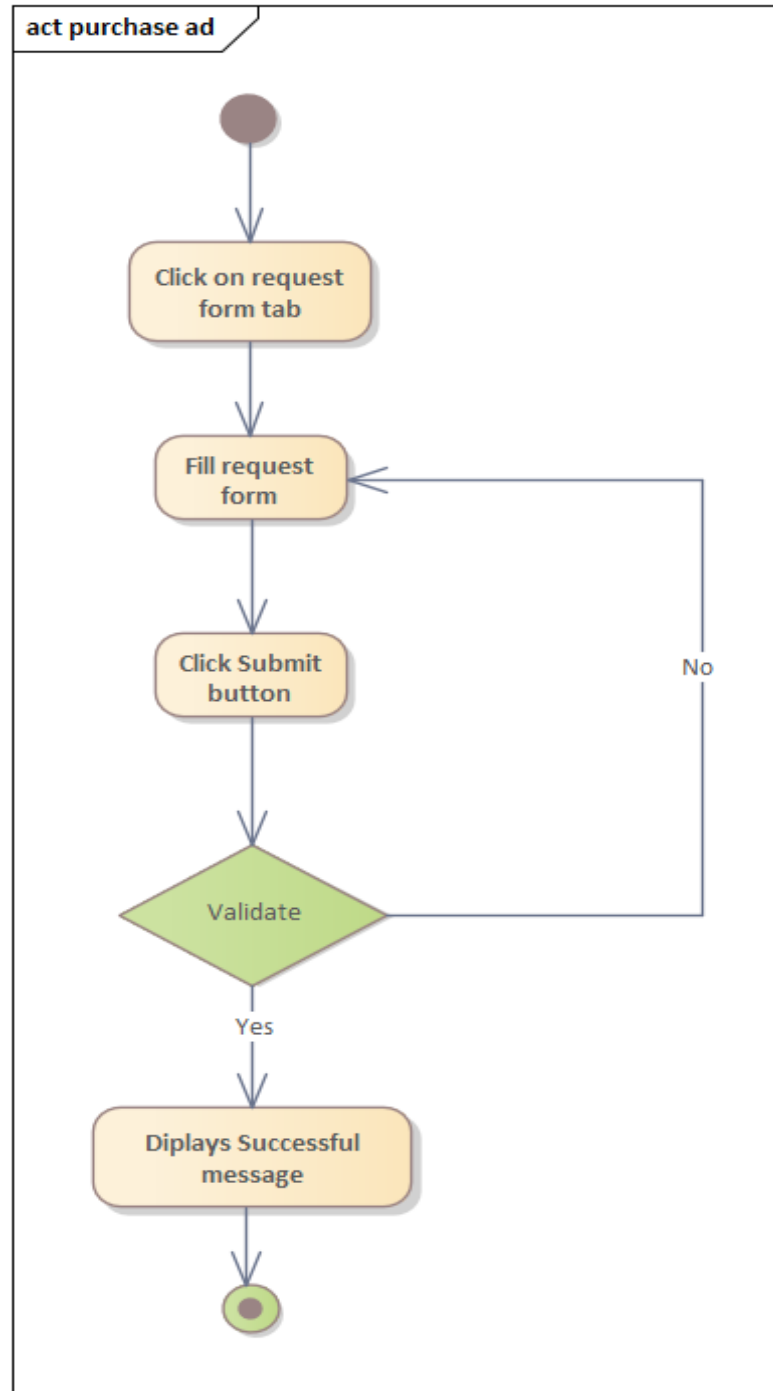 act purchase ad
Click on request
form tab
Fill request
form
Click Submit
button
No
Validate
Yes
Diplays Successful
message